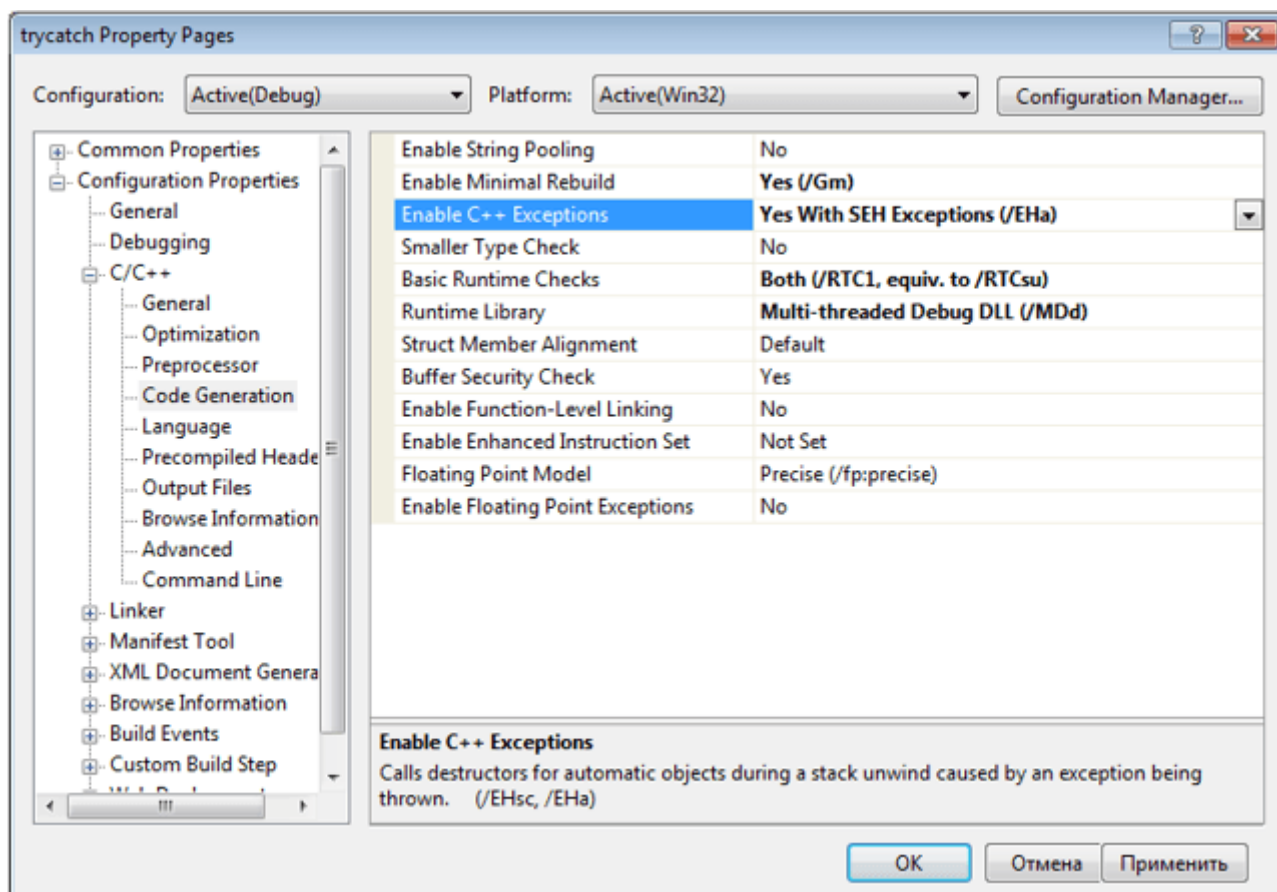 trycatch Property Pages
Configuration: Active(Debug) Platform: Active(Win32) Configuration Manager...
Common Properties
Configuration Properties
General
Debugging
C/C++
General
Optimization
Preprocessor
Code Generation
Language
Precompiled Heade
Output Files
Browse Information
Advanced
Command Line
Linker
Manifest Tool
XML Document Genera
Browse Information
Build Events
Custom Build Step
Enable String Pooling No
Enable Minimal Rebuild Yes (/Gm)
Enable C++ Exceptions Yes With SEH Exceptions (/EHa)
Smaller Type Check No
Basic Runtime Checks Both (/RTC1, equiv. to /RTCsu)
Runtime Library Multi-threaded Debug DLL (/MDd)
Struct Member Alignment Default
Buffer Security Check Yes
Enable Function-Level Linking No
Enable Enhanced Instruction Set Not Set
Floating Point Model Precise (/fp:precise)
Enable Floating Point Exceptions No
Enable C++ Exceptions
Calls destructors for automatic objects during a stack unwind caused by an exception being
thrown. (/EHsc, /EHa)
OK Отмена Применить